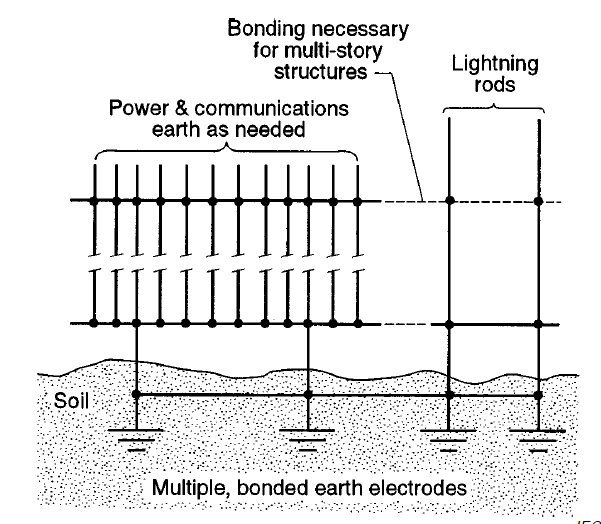 Bonding necessary
for multi-story
structures
Lightning
rods
Power & communications
earth as needed
Soil
Multiple, bonded earth electrodes